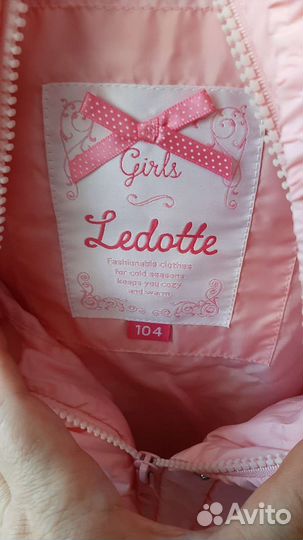 Girls
Ledotte
Fashionable clothes
for cold seasons
keeps you cozy
and warm
104
Avito